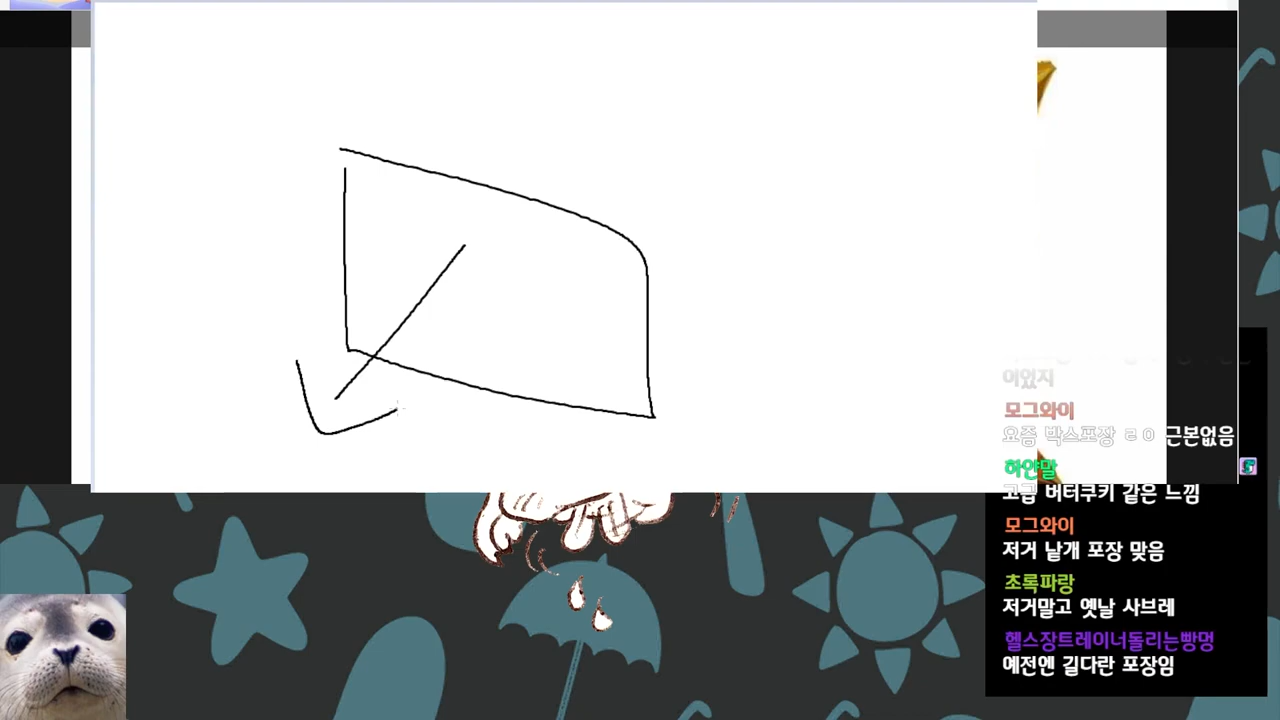 이있지
모그와이
요즘 박스포장 ㄹㅇ 근본없음
하얀말
고급 버터쿠키 같은 느낌
모그와이
저거 낱개 포장 맞음
초록파랑
저거말고 옛날 사브레
헬스장트레이너돌리는빵멍
예전엔 길다란 포장임